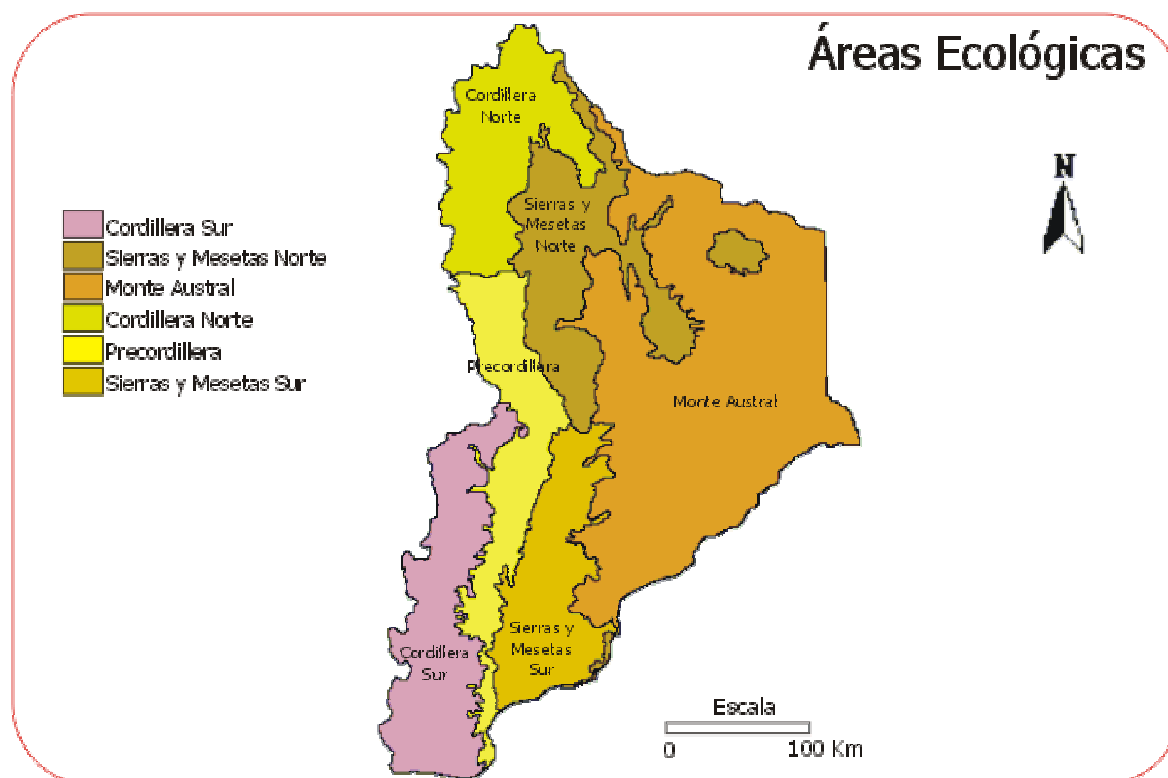 Áreas Ecológicas
Cordillera
Norte
N
Sierras y
Mesetas
Norte
Cordillera Sur
Sierras y Mesetas Norte
Monte Austral
Cordillera Norte
Precordillera
Sierras y Mesetas Sur
Precordillera
Monte Austral
Sierras y
Mesetas
Sur
Cordillera
Sur
Escala
0 100 Km